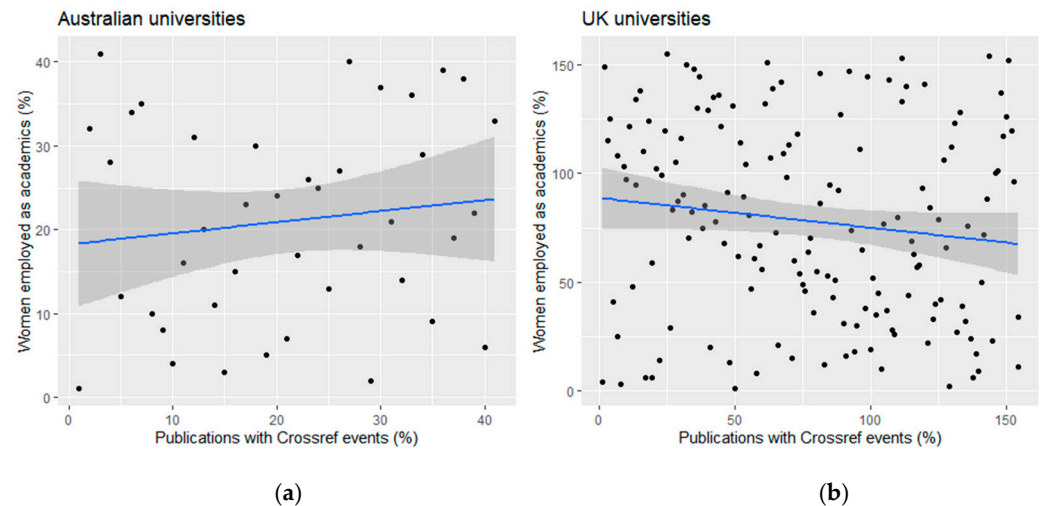 Australian universities
Women employed as academics (%)
40
30
20
10
0
0 10 20 30 40
Publications with Crossref events (%)
(a)
UK universities
Women employed as academics (%)
150
100
50
0
0 50 100 150
Publications with Crossref events (%)
(b)